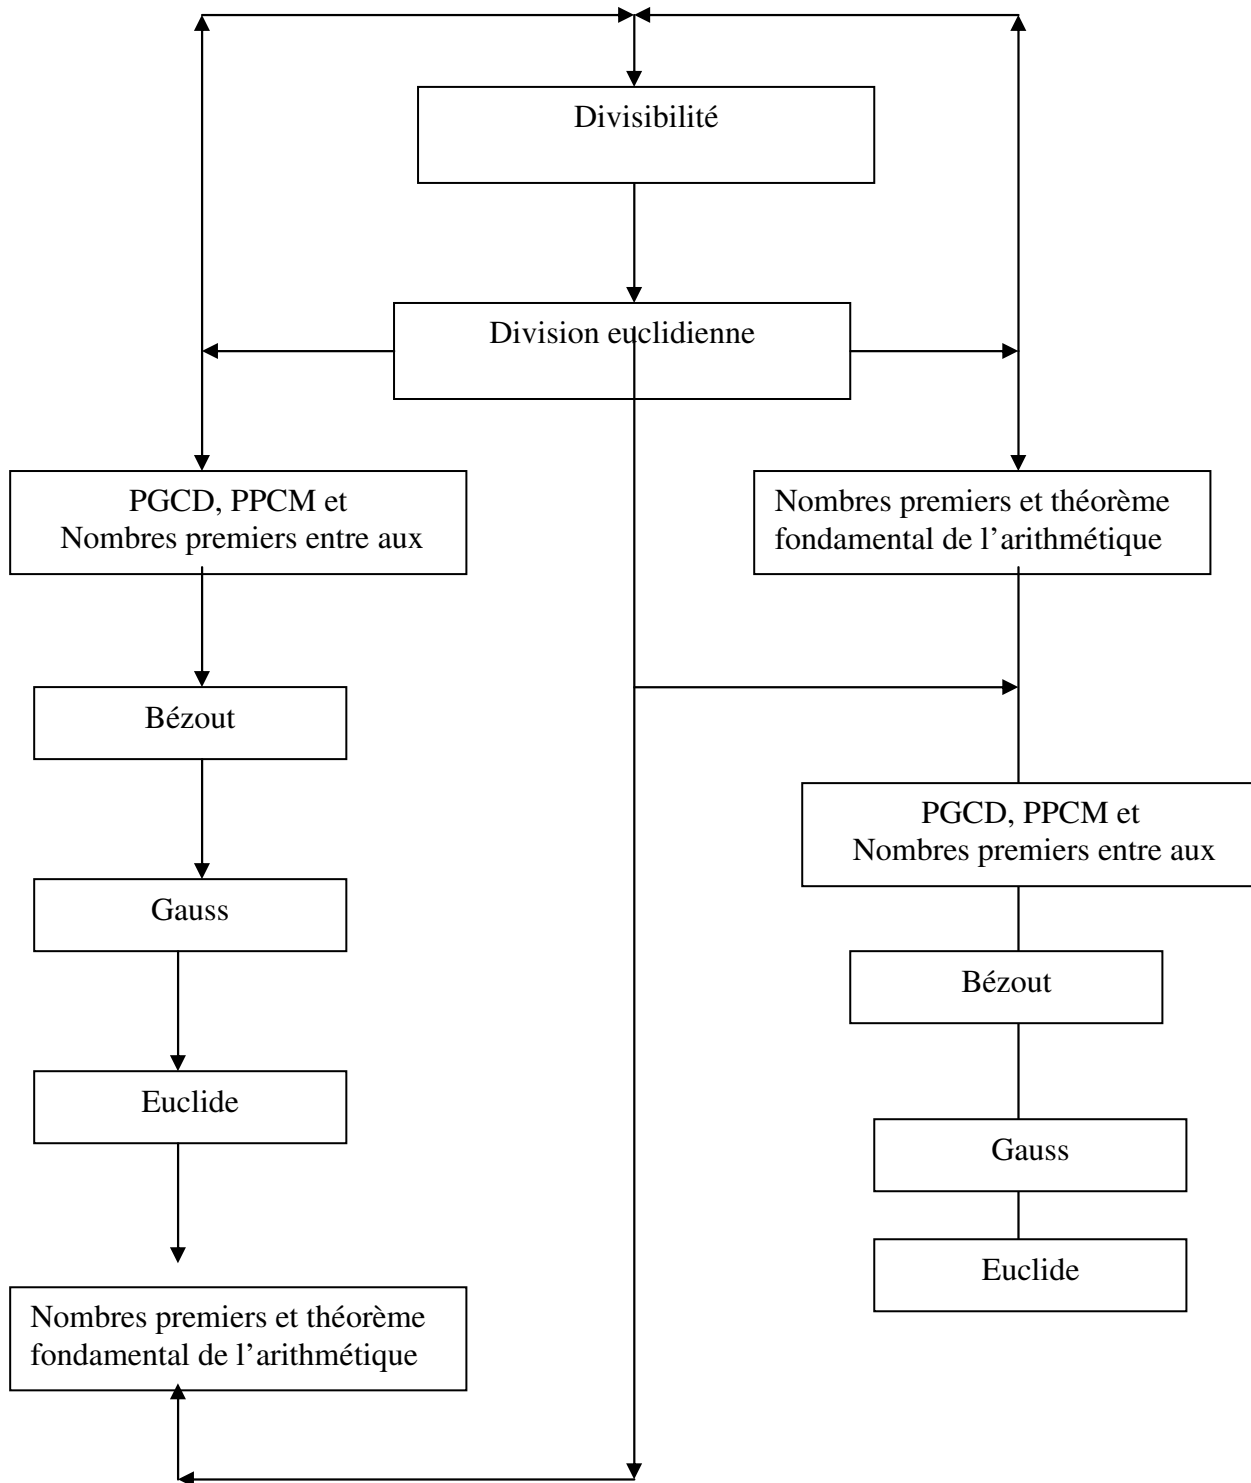 Divisibilité
Division euclidienne
PGCD, PPCM et
Nombres premiers entre aux
Nombres premiers et théorème
fondamental de l’arithmétique
Bézout
PGCD, PPCM et
Nombres premiers entre aux
Gauss
Bézout
Euclide
Gauss
Euclide
Nombres premiers et théorème
fondamental de l’arithmétique